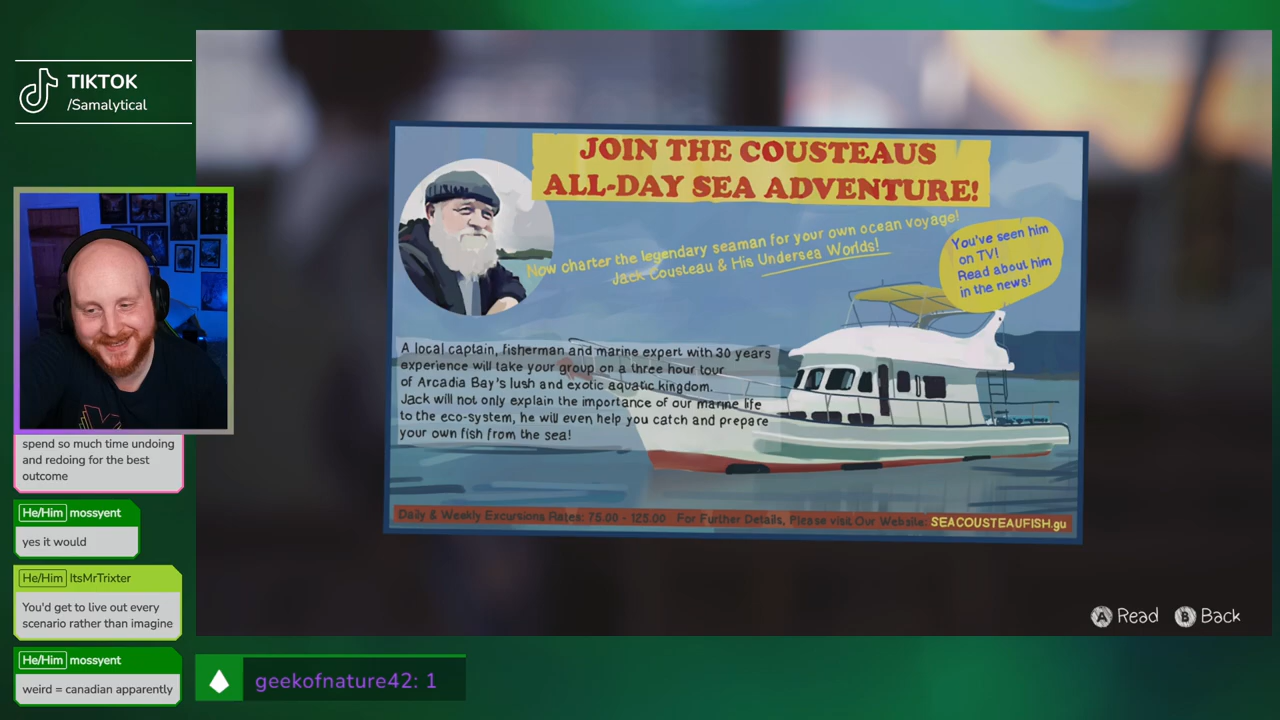 TIKTOK
/Samalytical
spend so much time undoing
and redoing for the best
outcome
He/Him mossyent
yes it would
He/Him ItsMrTrixter
You'd get to live out every
scenario rather than imagine
He/Him mossyent
weird = canadian apparently
JOIN THE COUSTEAUS
ALL-DAY SEA ADVENTURE!
Now charter the legendary seaman for your own ocean voyage!
Jack Cousteau & His Undersea Worlds!
You've seen him
on TV!
Read about him
in the news!
A local captain, fisherman and marine expert with 30 years
experience will take your group on a three hour tour
of Arcadia Bay's lush and exotic aquatic kingdom.
Jack will not only explain the importance of our marine life
to the eco-system, he will even help you catch and prepare
your own fish from the sea!
Daily & Weekly Excursions Rates: 75.00 - 125.00 For Further Details, Please visit Our Website: SEACOUSTEAUFISH.gu
A Read B Back
geekofnature42: 1